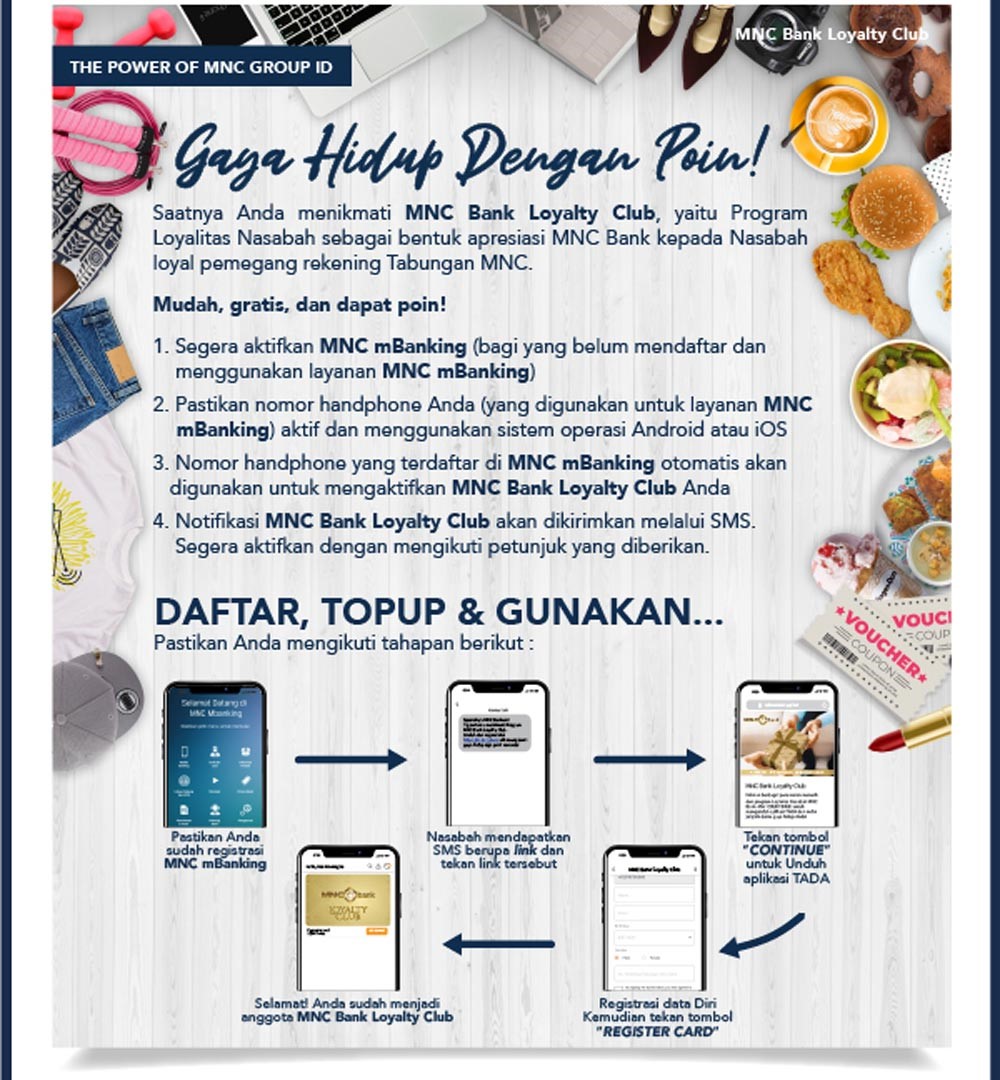 MNC Bank Loyalty Club
THE POWER OF MNC GROUP ID
Gaya Hidup Dengan Poin!
Saatnya Anda menikmati MNC Bank Loyalty Club, yaitu Program
Loyalitas Nasabah sebagai bentuk apresiasi MNC Bank kepada Nasabah
loyal pemegang rekening Tabungan MNC.
Mudah, gratis, dan dapat poin!
1. Segera aktifkan MNC mBanking (bagi yang belum mendaftar dan
menggunakan layanan MNC mBanking)
2. Pastikan nomor handphone Anda (yang digunakan untuk layanan MNC
mBanking) aktif dan menggunakan sistem operasi Android atau iOS
3. Nomor handphone yang terdaftar di MNC mBanking otomatis akan
digunakan untuk mengaktifkan MNC Bank Loyalty Club Anda
4. Notifikasi MNC Bank Loyalty Club akan dikirimkan melalui SMS.
Segera aktifkan dengan mengikuti petunjuk yang diberikan.
VOUCHER
COUPON
DAFTAR, TOPUP & GUNAKAN...
Pastikan Anda mengikuti tahapan berikut :
Selamat Datang di
MNC Mbanking
MNC Bank Loyalty Club
Pastikan Anda
sudah registrasi
MNC mBanking
Nasabah mendapatkan
SMS berupa link dan
tekan link tersebut
Tekan tombol
"CONTINUE"
untuk Unduh
aplikasi TADA
MNC bank
LOYALTY
CLUB
MNC Bank Loyalty Club
Selamat! Anda sudah menjadi
anggota MNC Bank Loyalty Club
Registrasi data Diri
Kemudian tekan tombol
"REGISTER CARD"